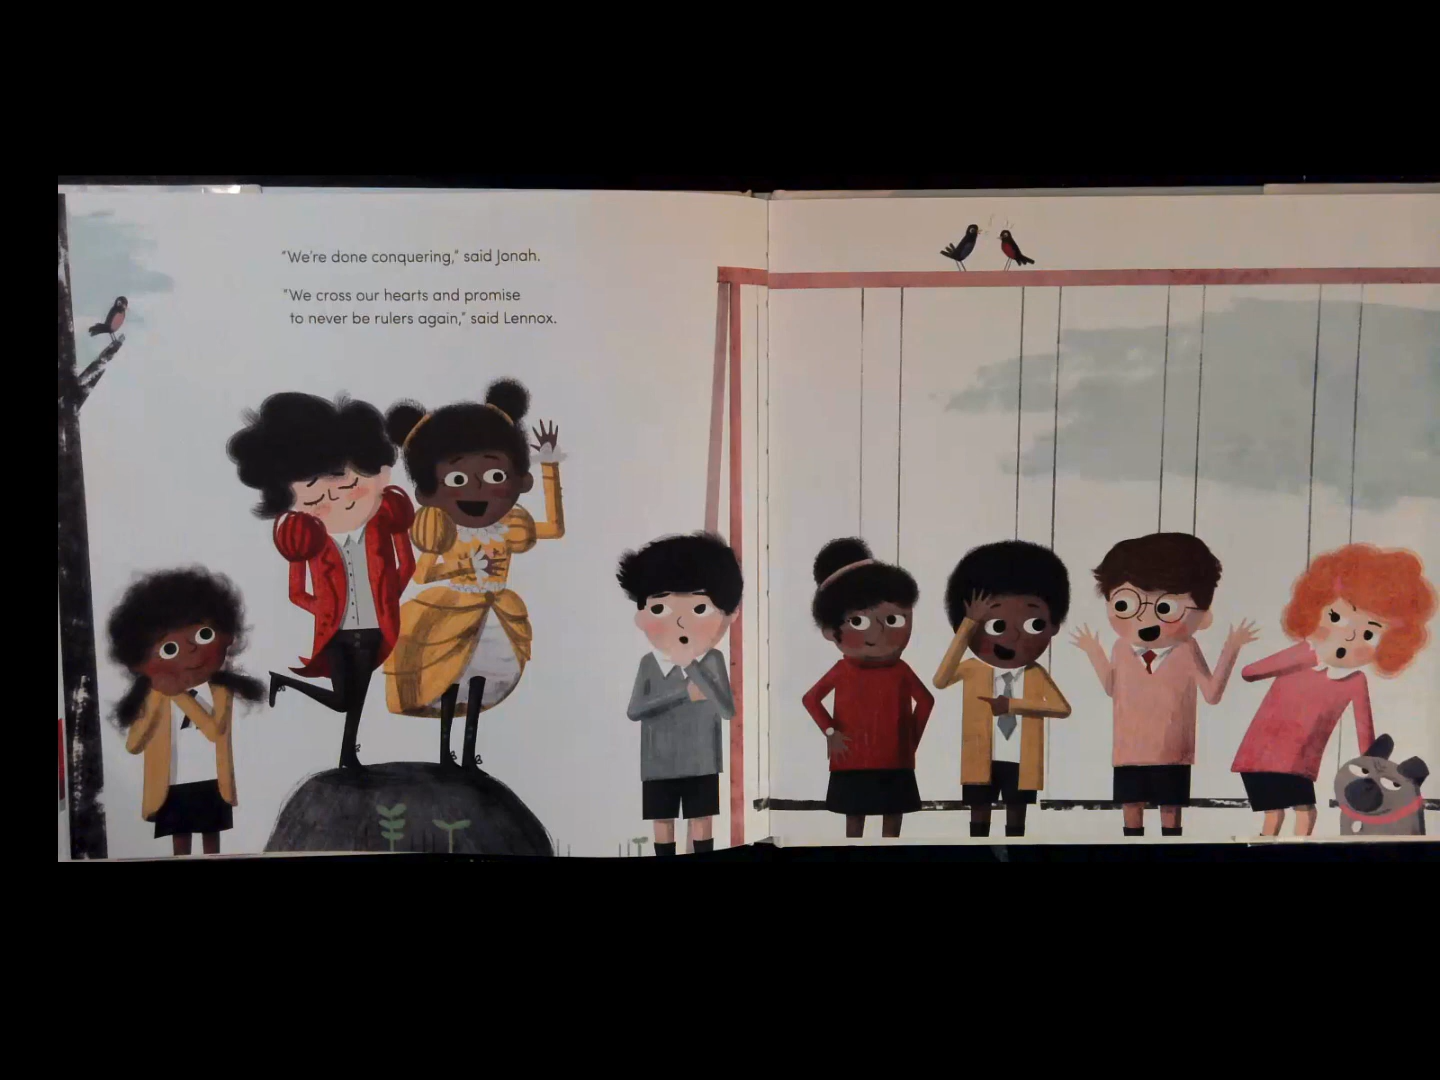 "We're done conquering," said Jonah.
"We cross our hearts and promise
to never be rulers again," said Lennox.